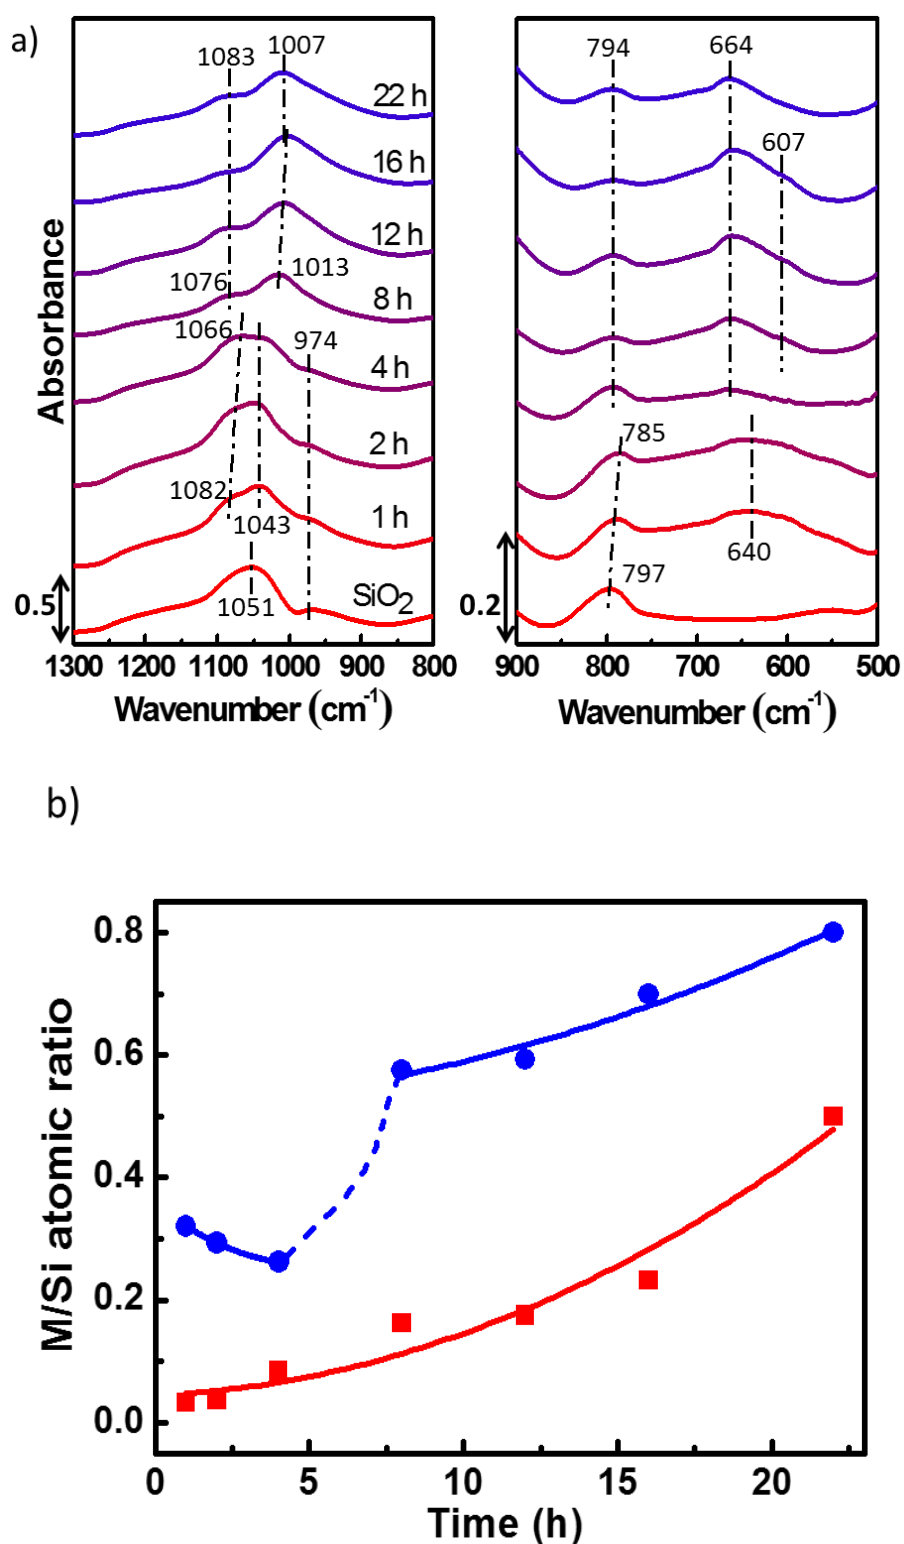 a)
1083
1007
22 h
16 h
12 h
1076
1013
8 h
1066
974
4 h
2 h
1082
1 h
1043
0.5
1051
SiO2
Absorbance
1300 1200 1100 1000 900 800
Wavenumber (cm-1)
794
664
607
785
640
797
0.2
900 800 700 600 500
Wavenumber (cm-1)
b)
0.8
0.6
0.4
0.2
0.0
M/Si atomic ratio
0 5 10 15 20
Time (h)